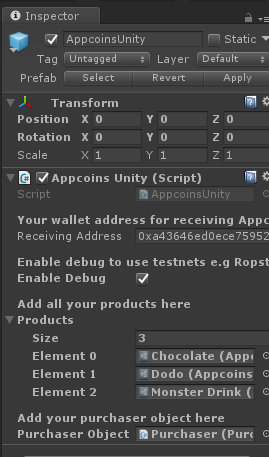 Inspector
AppcoinsUnity Static
Tag Untagged Layer Default
Prefab Select Revert Apply
Transform
Position X 0 Y 0 Z 0
Rotation X 0 Y 0 Z 0
Scale X 1 Y 1 Z 1
Appcoins Unity (Script)
Script AppcoinsUnity
Your wallet address for receiving Appc
Receiving Address 0xa43646ed0ece75952
Enable debug to use testnets e.g Ropst
Enable Debug
Add all your products here
Products
Size 3
Element 0 Chocolate (Appc
Element 1 Dodo (Appcoins
Element 2 Monster Drink (
Add your purchaser object here
Purchaser Object Purchaser (Purc